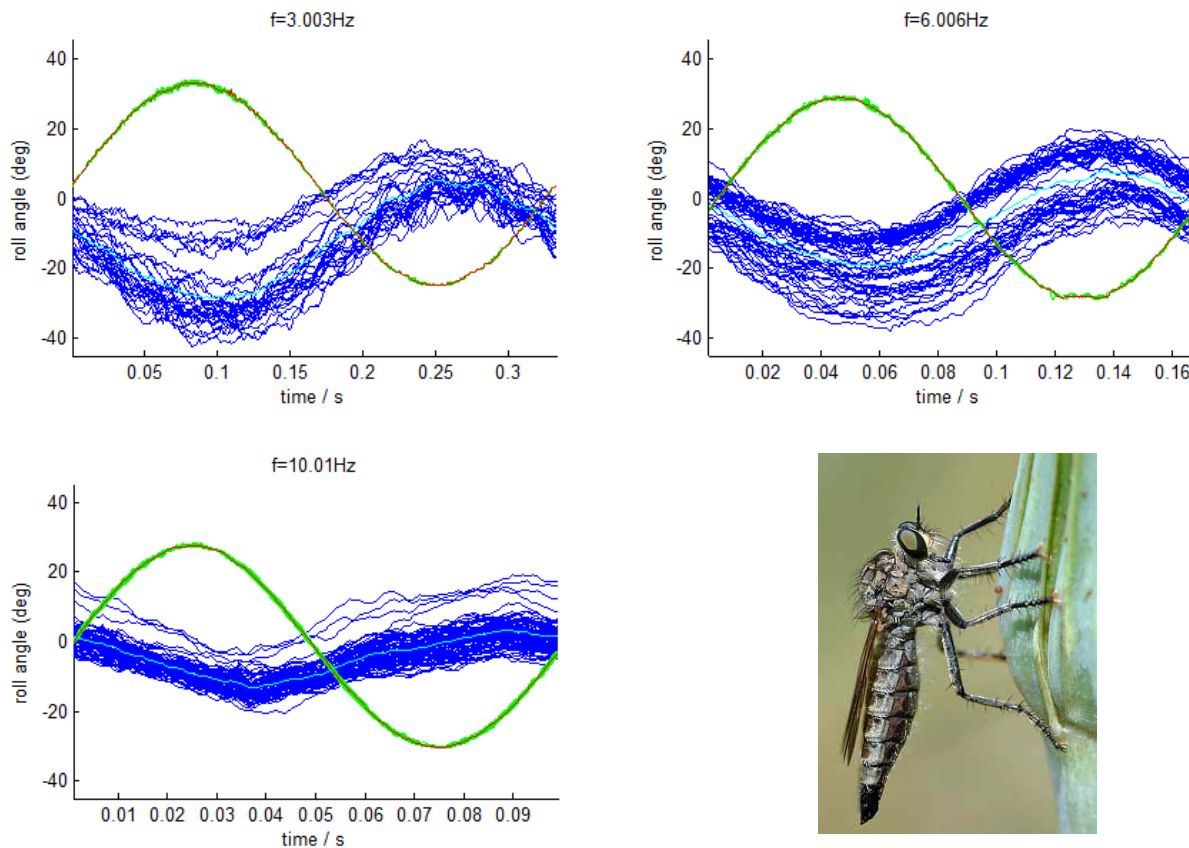 f=3.003Hz
40
20
0
-20
-40
roll angle (deg)
0.05 0.1 0.15 0.2 0.25 0.3
time / s
f=6.006Hz
40
20
0
-20
-40
roll angle (deg)
0.02 0.04 0.06 0.08 0.1 0.12 0.14 0.16
time / s
f=10.01Hz
40
20
0
-20
-40
roll angle (deg)
0.01 0.02 0.03 0.04 0.05 0.06 0.07 0.08 0.09
time / s